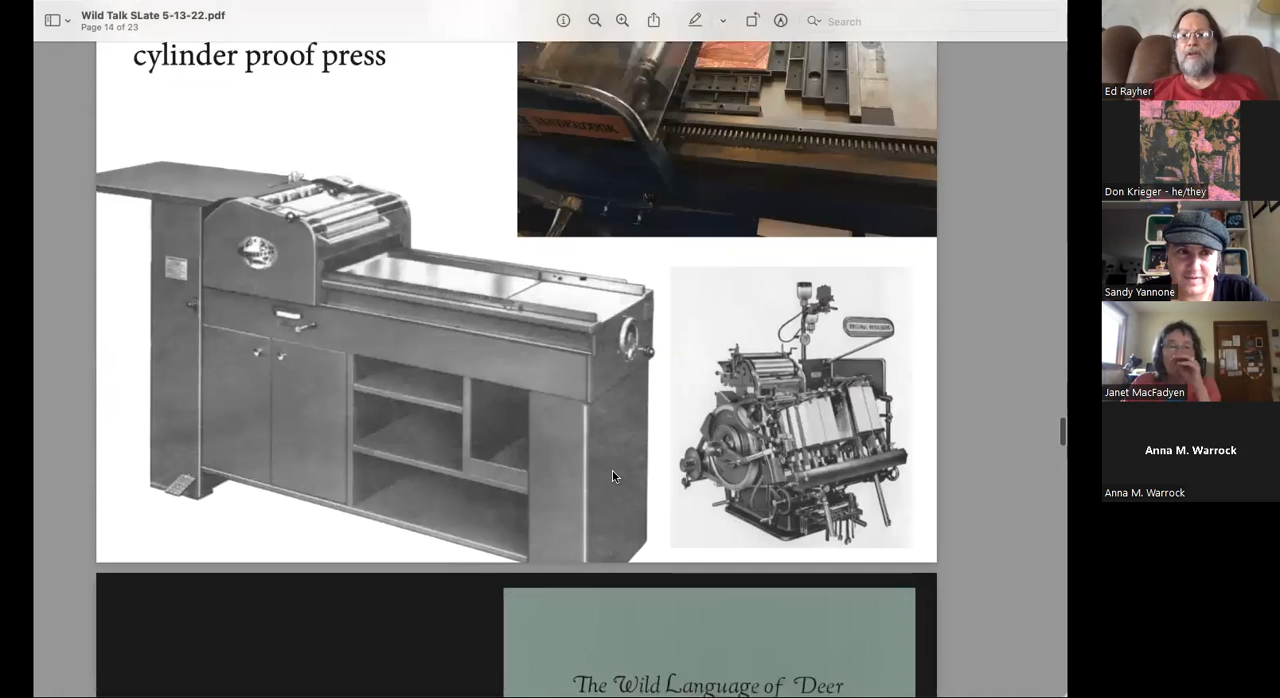 Wild Talk SLate 5-13-22.pdf
Page 14 of 23
Search
cylinder proof press
VANDERCOOK
The Wild Language of Deer
Ed Rayher
Don Krieger - he/they
Sandy Yannone
Janet MacFadyen
Anna M. Warrock
Anna M. Warrock